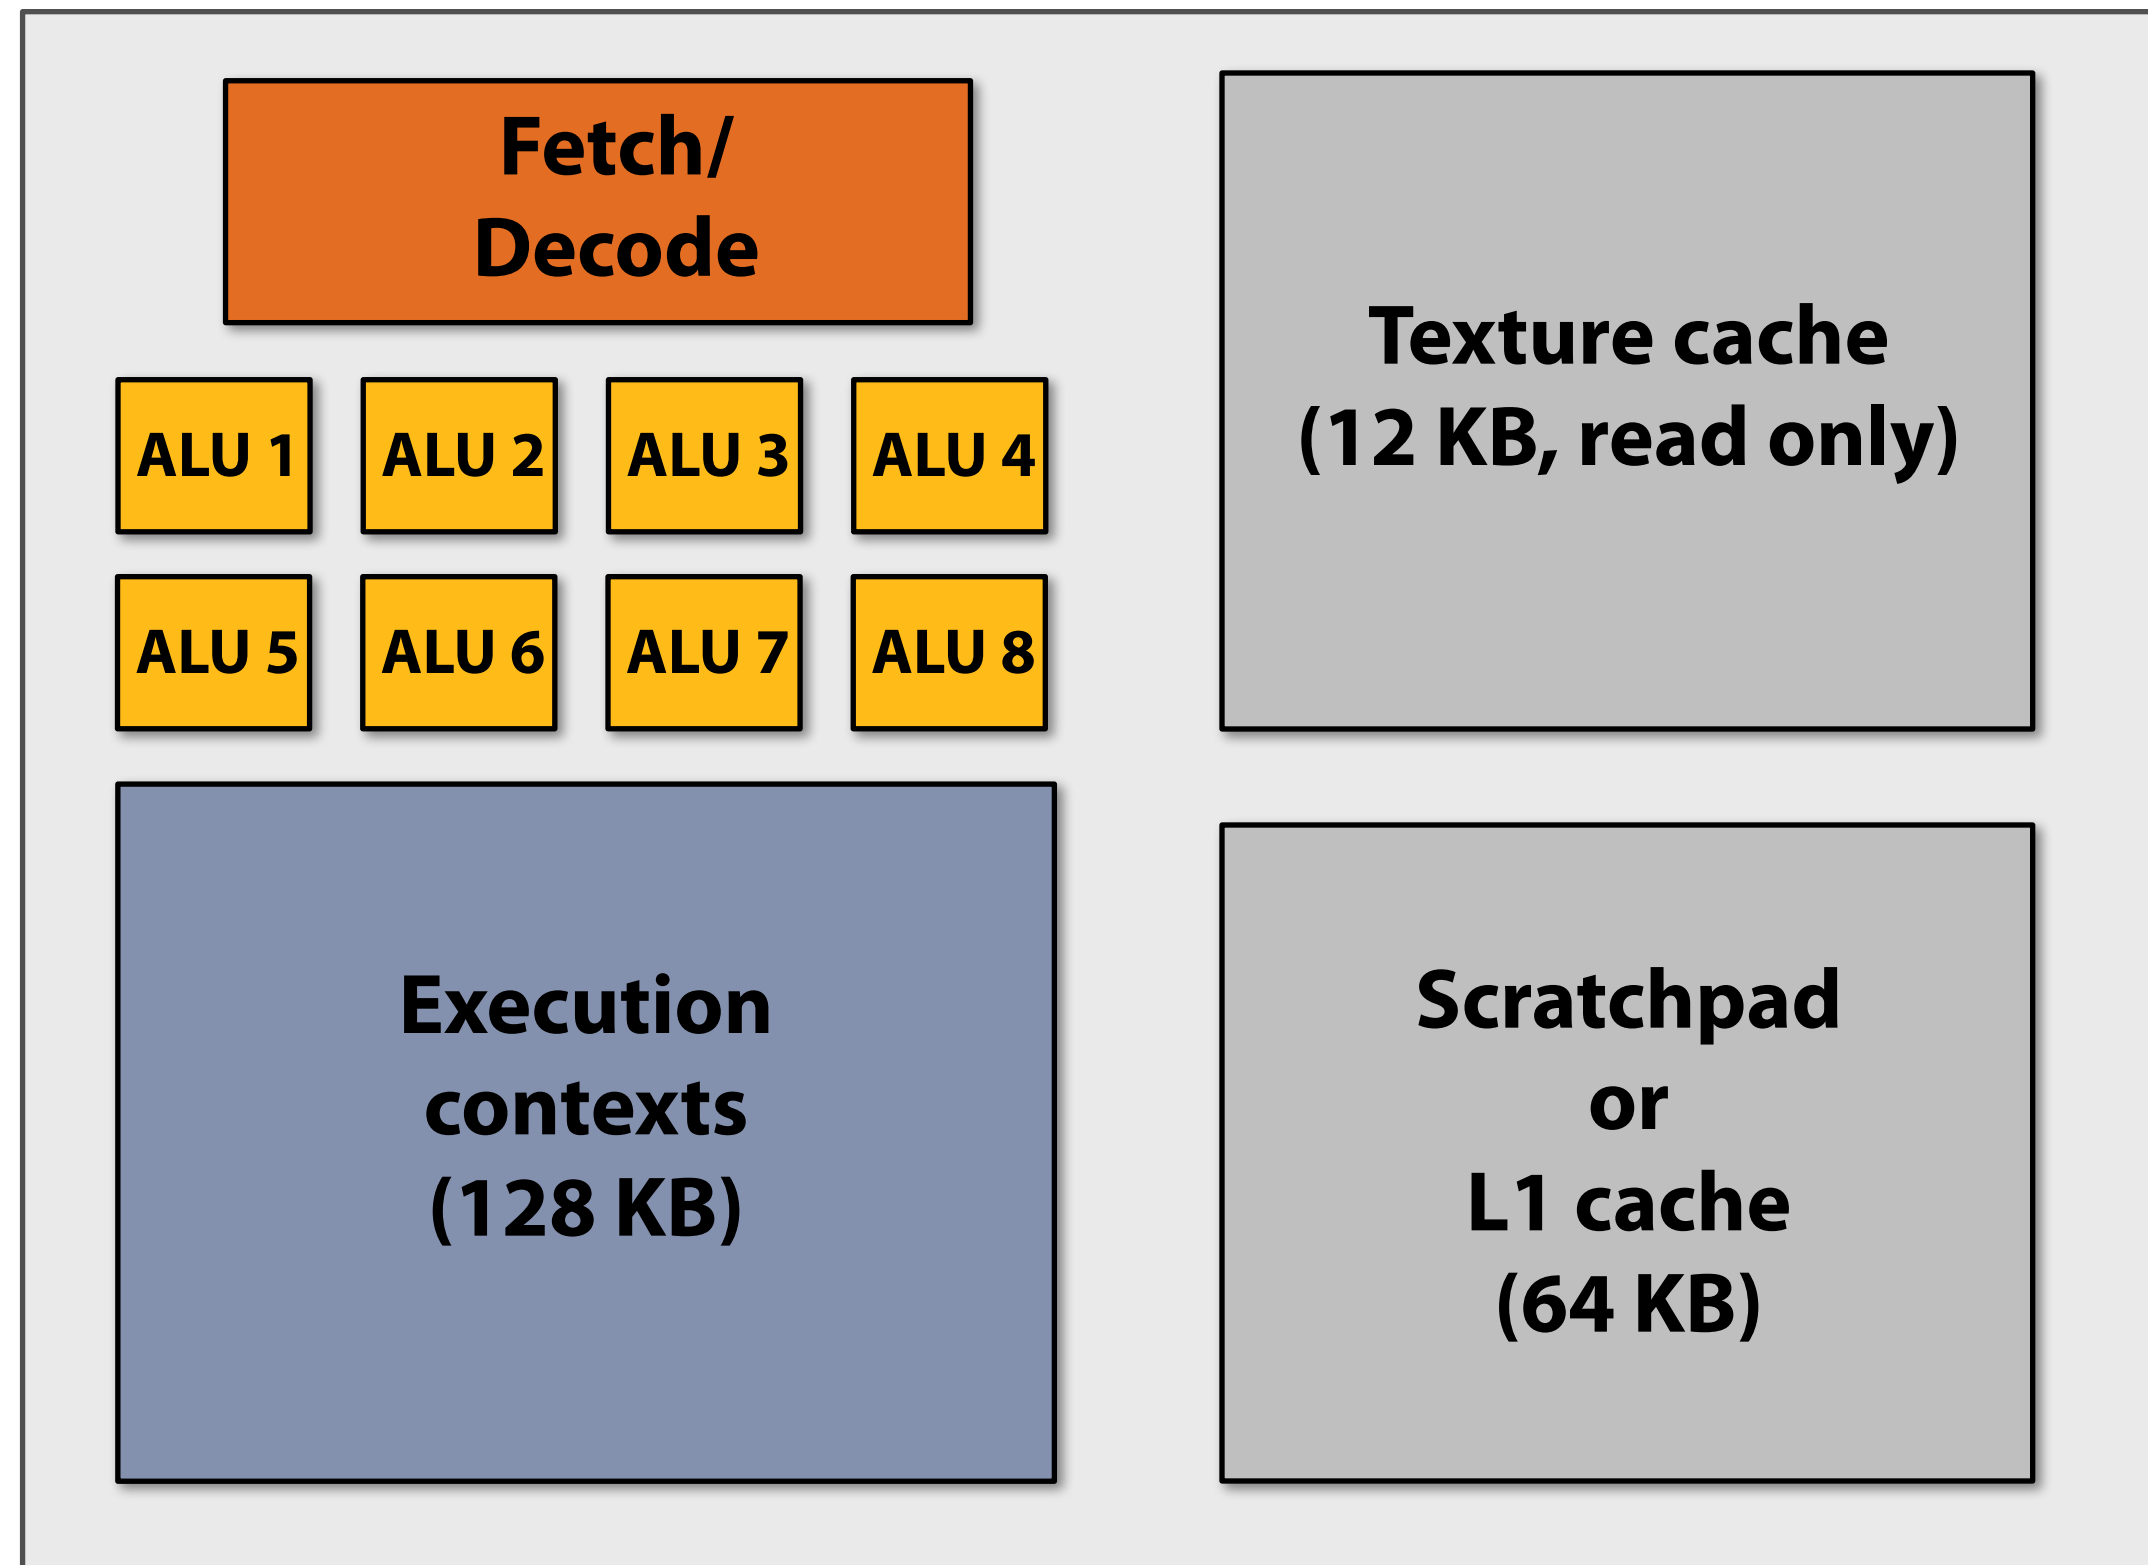 Fetch/
Decode
ALU 1
ALU 2
ALU 3
ALU 4
ALU 5
ALU 6
ALU 7
ALU 8
Execution
contexts
(128 KB)
Texture cache
(12 KB, read only)
Scratchpad
or
L1 cache
(64 KB)